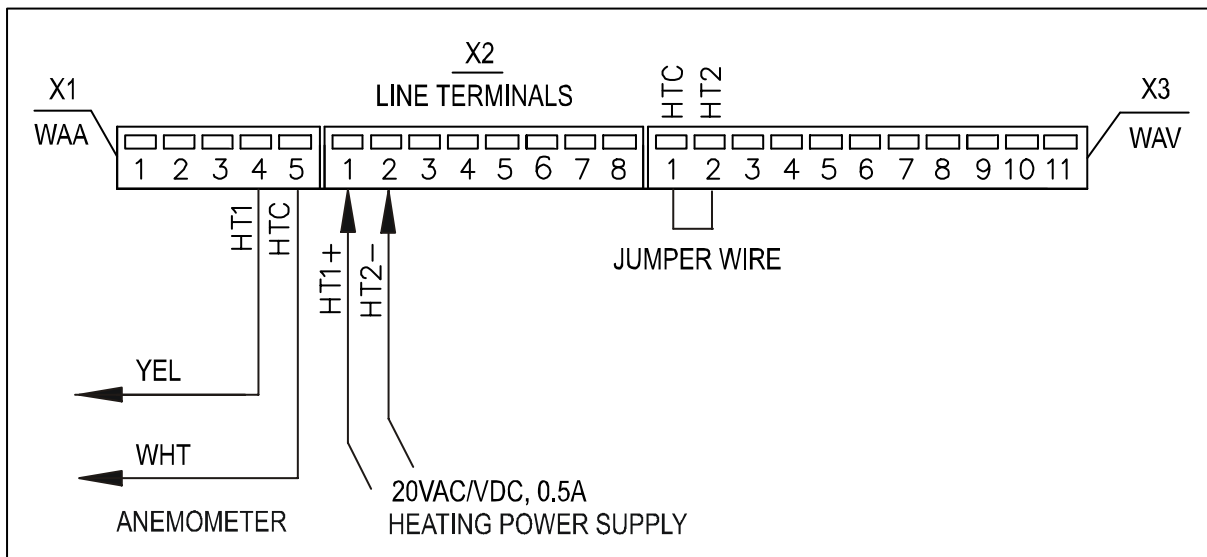 X2
LINE TERMINALS
X1
WAA
HTC
HT2
X3
WAV
1 2 3 4 5
1 2 3 4 5 6 7 8
1 2 3 4 5 6 7 8 9 10 11
HT1
HTC
HT1+
HT2-
JUMPER WIRE
YEL
WHT
ANEMOMETER
20VAC/VDC, 0.5A
HEATING POWER SUPPLY